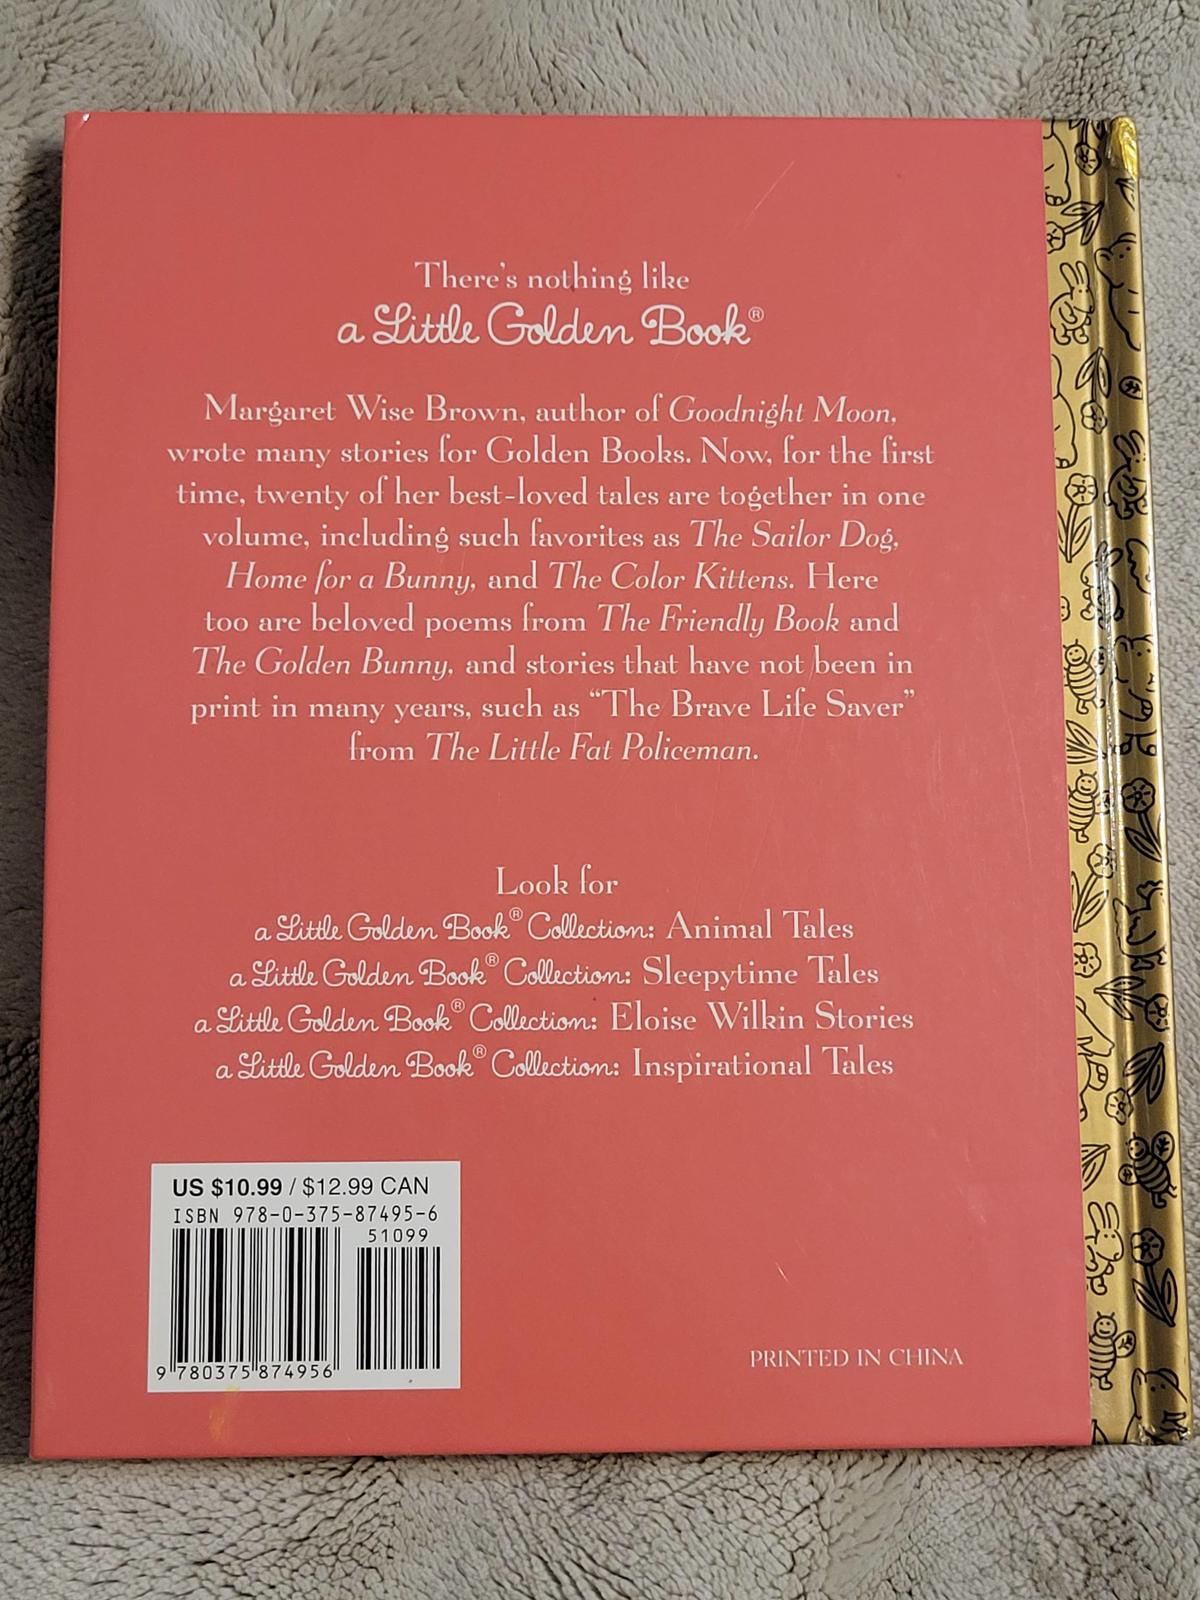 There's nothing like
a Little Golden Book®
Margaret Wise Brown, author of Goodnight Moon,
wrote many stories for Golden Books. Now, for the first
time, twenty of her best-loved tales are together in one
volume, including such favorites as The Sailor Dog,
Home for a Bunny, and The Color Kittens. Here
too are beloved poems from The Friendly Book and
The Golden Bunny, and stories that have not been in
print in many years, such as “The Brave Life Saver”
from The Little Fat Policeman.
Look for
a Little Golden Book® Collection: Animal Tales
a Little Golden Book® Collection: Sleepytime Tales
a Little Golden Book® Collection: Eloise Wilkin Stories
a Little Golden Book® Collection: Inspirational Tales
US $10.99 / $12.99 CAN
ISBN 978-0-375-87495-6
51099
9 780375 874956
PRINTED IN CHINA